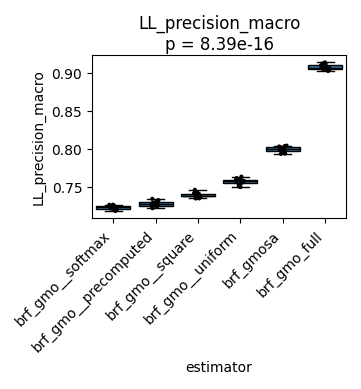 LL_precision_macro
p = 8.39e-16
LL_precision_macro
0.90
0.85
0.80
0.75
brf_gmo__softmax
brf_gmo__precomputed
brf_gmo__square
brf_gmo__uniform
brf_gmosa
brf_gmo_full
estimator